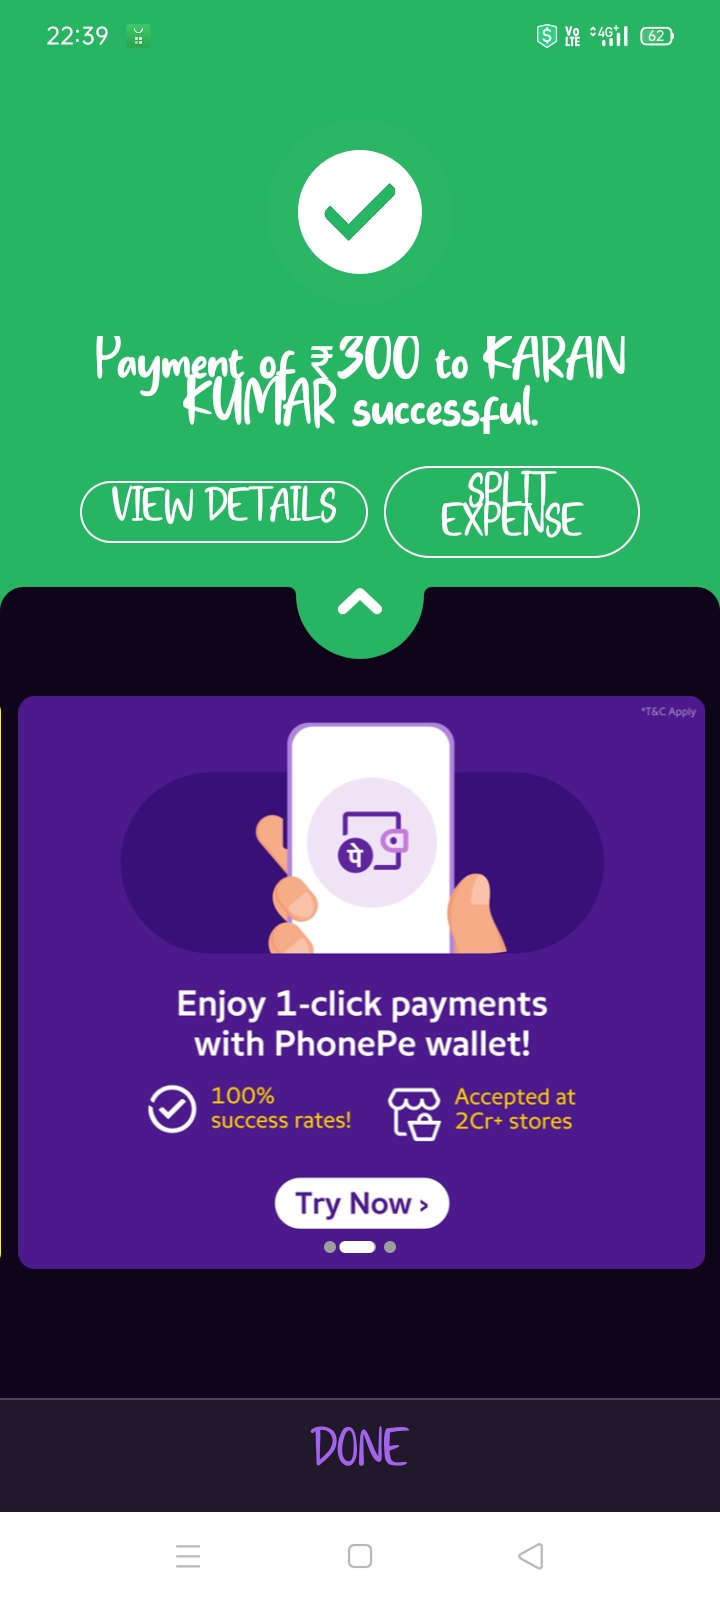 22:39
Vo LTE 4G+ 62
Payment of ₹300 to KARAN
KUMAR successful.
VIEW DETAILS
SPLIT
EXPENSE
*T&C Apply
पे
Enjoy 1-click payments
with PhonePe wallet!
100%
success rates!
Accepted at
2Cr+ stores
Try Now ›
DONE